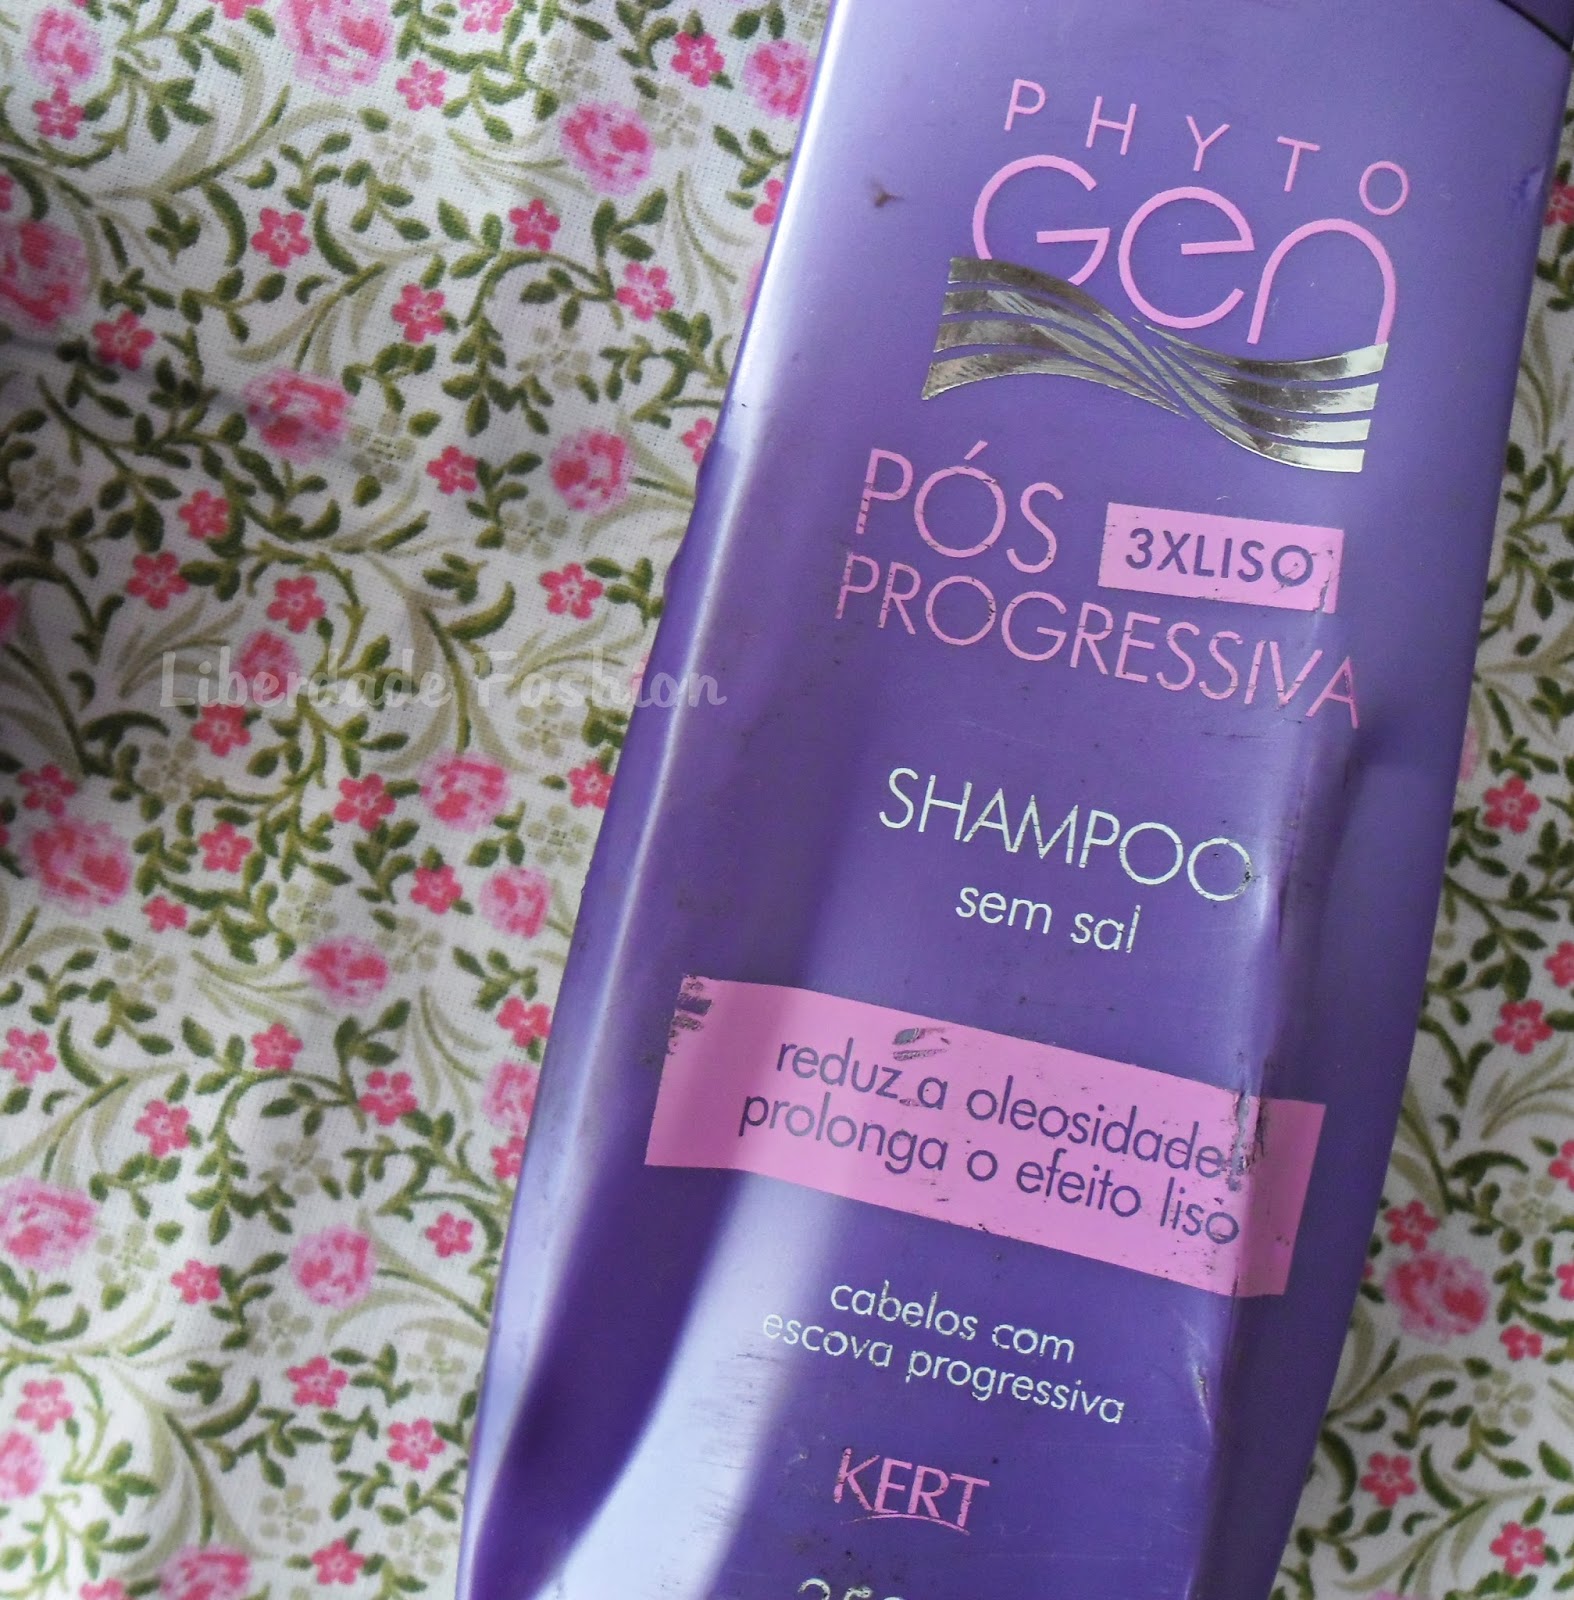 PHYTO
Gen
PÓS 3XLISO
PROGRESSIVA
SHAMPOO
sem sal
reduz a oleosidade
prolonga o efeito liso
cabelos com
escova progressiva
KERT
Liberdade Fashion